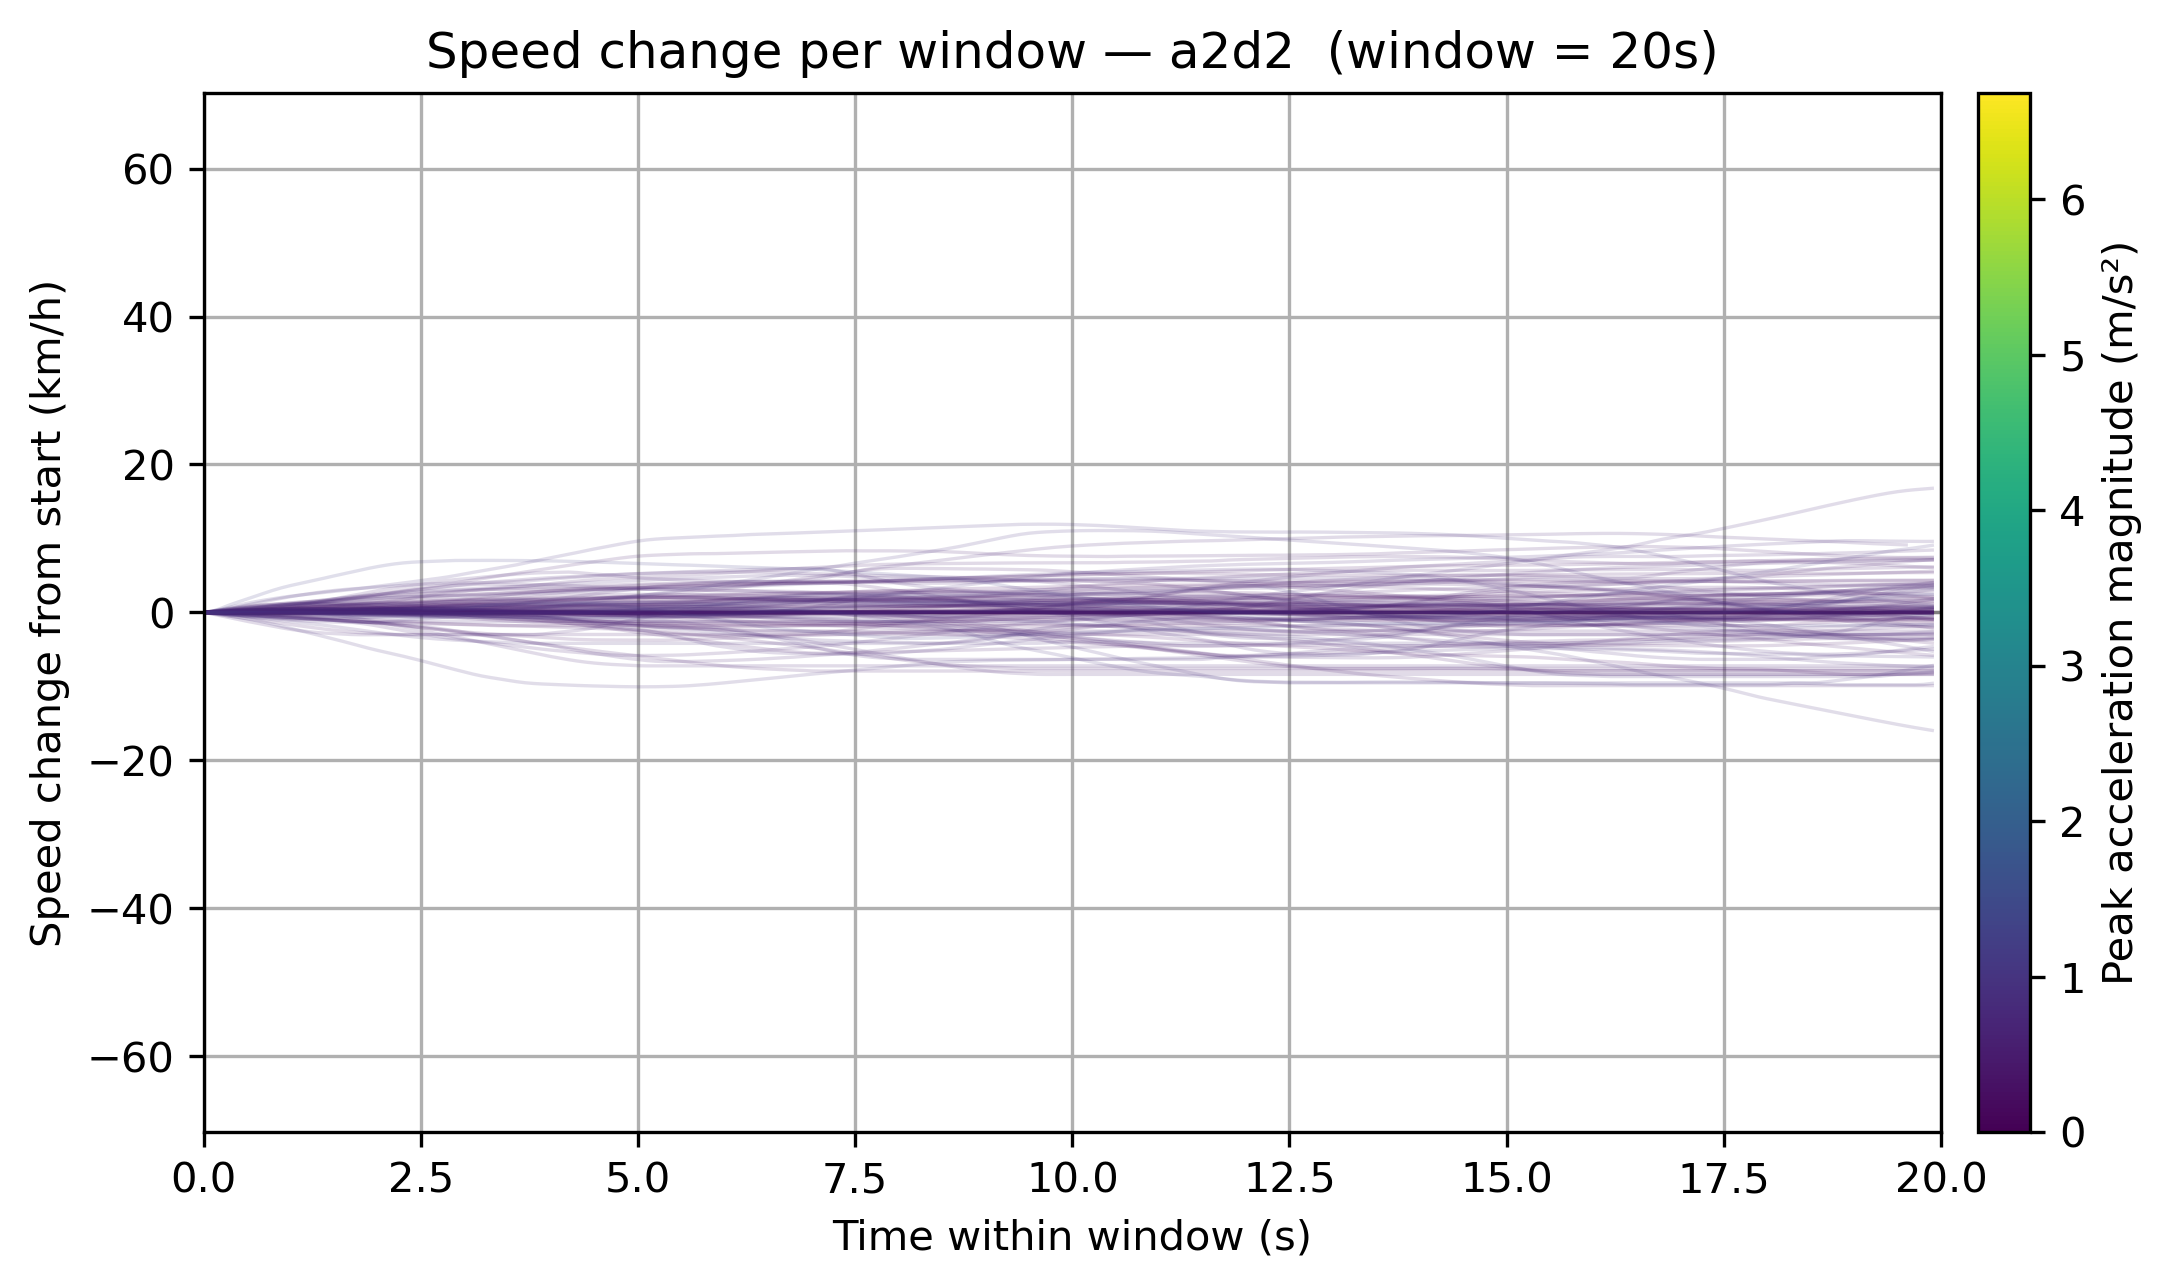 Speed change per window — a2d2  (window = 20s)
Speed change from start (km/h)
60
40
20
0
−20
−40
−60
0.0 2.5 5.0 7.5 10.0 12.5 15.0 17.5 20.0
Time within window (s)
6
5
4
3
2
1
0
Peak acceleration magnitude (m/s²)